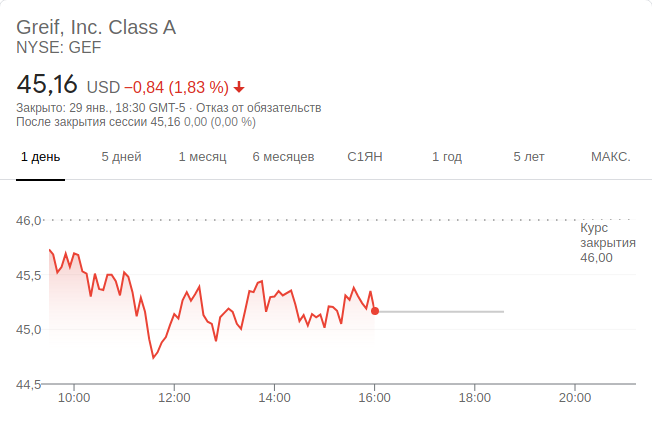 Greif, Inc. Class A
NYSE: GEF
45,16 USD −0,84 (1,83 %)
Закрыто: 29 янв., 18:30 GMT-5 · Отказ от обязательств
После закрытия сессии 45,16 0,00 (0,00 %)
1 день 5 дней 1 месяц 6 месяцев С1ЯН 1 год 5 лет МАКС.
46,0
Курс
закрытия
46,00
45,5
45,0
44,5
10:00 12:00 14:00 16:00 18:00 20:00